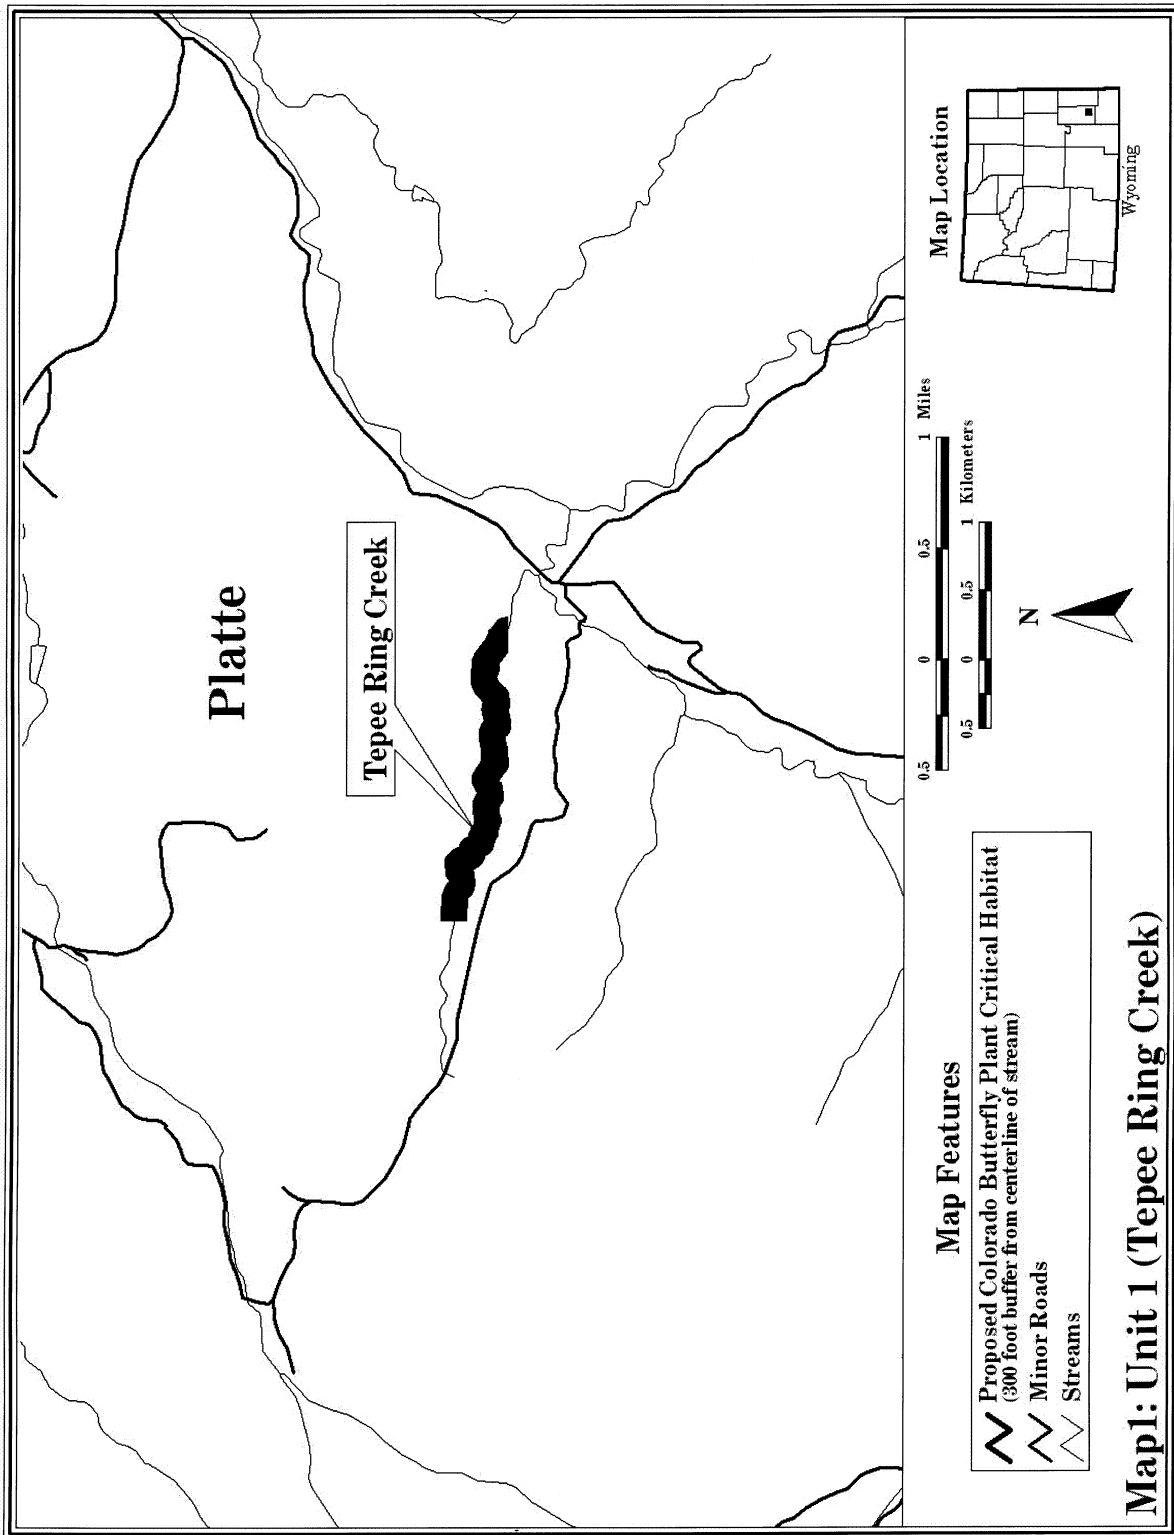 Platte
Tepee Ring Creek
Map Features
Proposed Colorado Butterfly Plant Critical Habitat
(300 foot buffer from centerline of stream)
Minor Roads
Streams
0.5 0 0.5 1 Miles
0.5 0 0.5 1 Kilometers
N
Map Location
Wyoming
Map1: Unit 1 (Tepee Ring Creek)